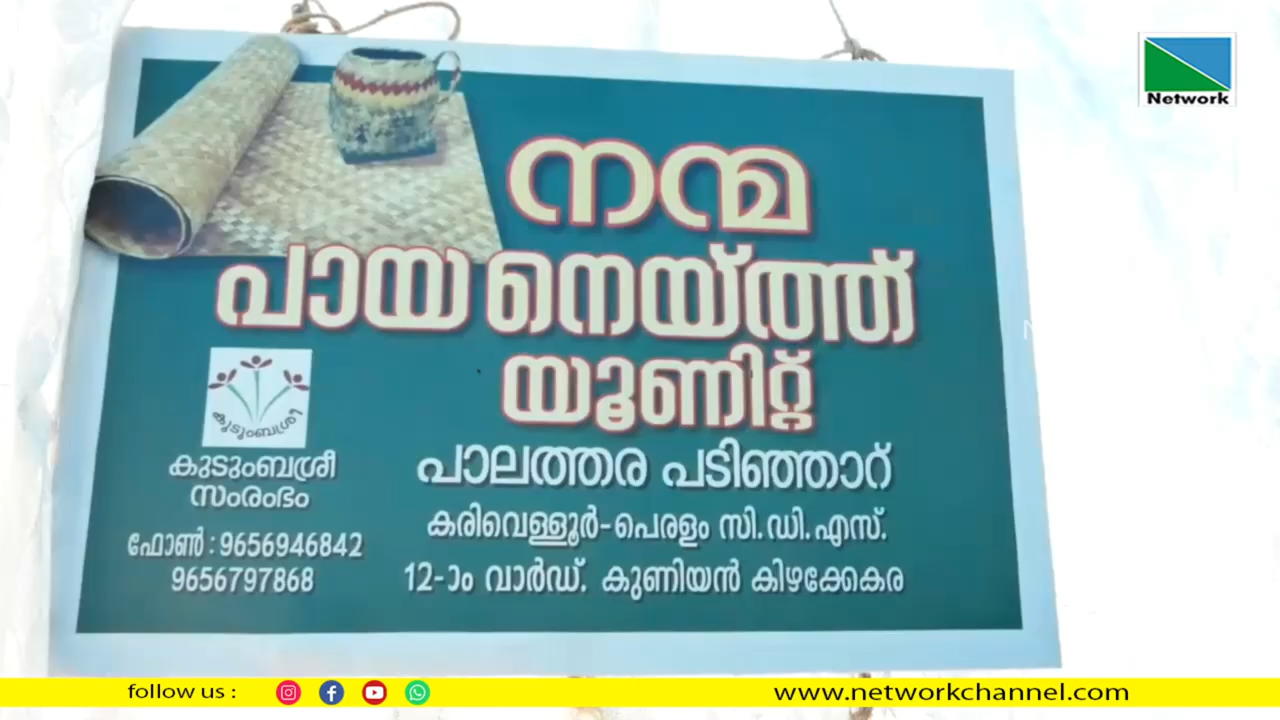 Network
നന്മ
പായ നെയ്ത്ത്
യൂണിറ്റ്
കുടുംബശ്രീ
കുടുംബശ്രീ
സംരംഭം
ഫോൺ : 9656946842
9656797868
പാലത്തര പടിഞ്ഞാറ്
കരിവെള്ളൂർ-പെരളം സി.ഡി.എസ്.
12-ാം വാർഡ്. കുണിയൻ കിഴക്കേകര
follow us :
www.networkchannel.com